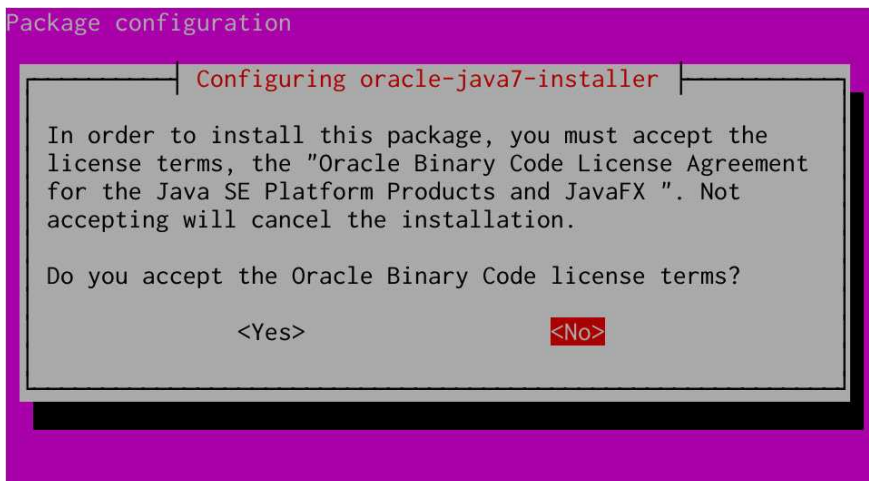 Package configuration
Configuring oracle-java7-installer
In order to install this package, you must accept the
license terms, the "Oracle Binary Code License Agreement
for the Java SE Platform Products and JavaFX ". Not
accepting will cancel the installation.
Do you accept the Oracle Binary Code license terms?
<Yes> <No>